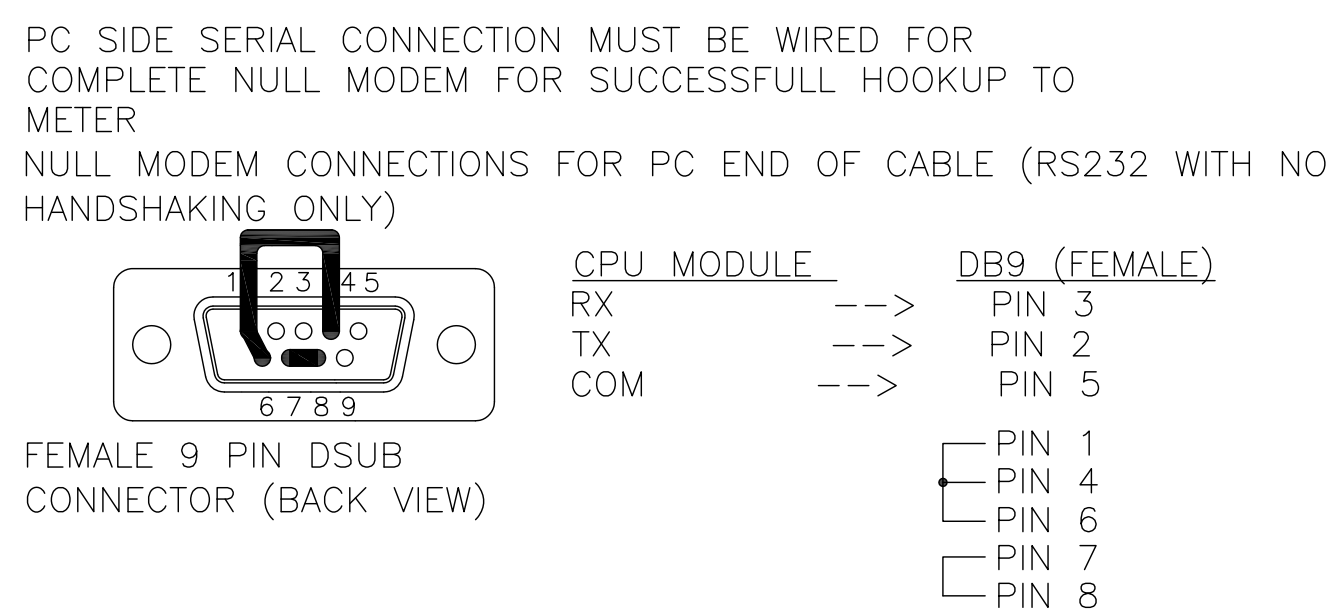 PC SIDE SERIAL CONNECTION MUST BE WIRED FOR
COMPLETE NULL MODEM FOR SUCCESSFULL HOOKUP TO
METER
NULL MODEM CONNECTIONS FOR PC END OF CABLE (RS232 WITH NO
HANDSHAKING ONLY)
1 2 3 4 5
6 7 8 9
FEMALE 9 PIN DSUB
CONNECTOR (BACK VIEW)
CPU MODULE DB9 (FEMALE)
RX --> PIN 3
TX --> PIN 2
COM --> PIN 5
PIN 1
PIN 4
PIN 6
PIN 7
PIN 8